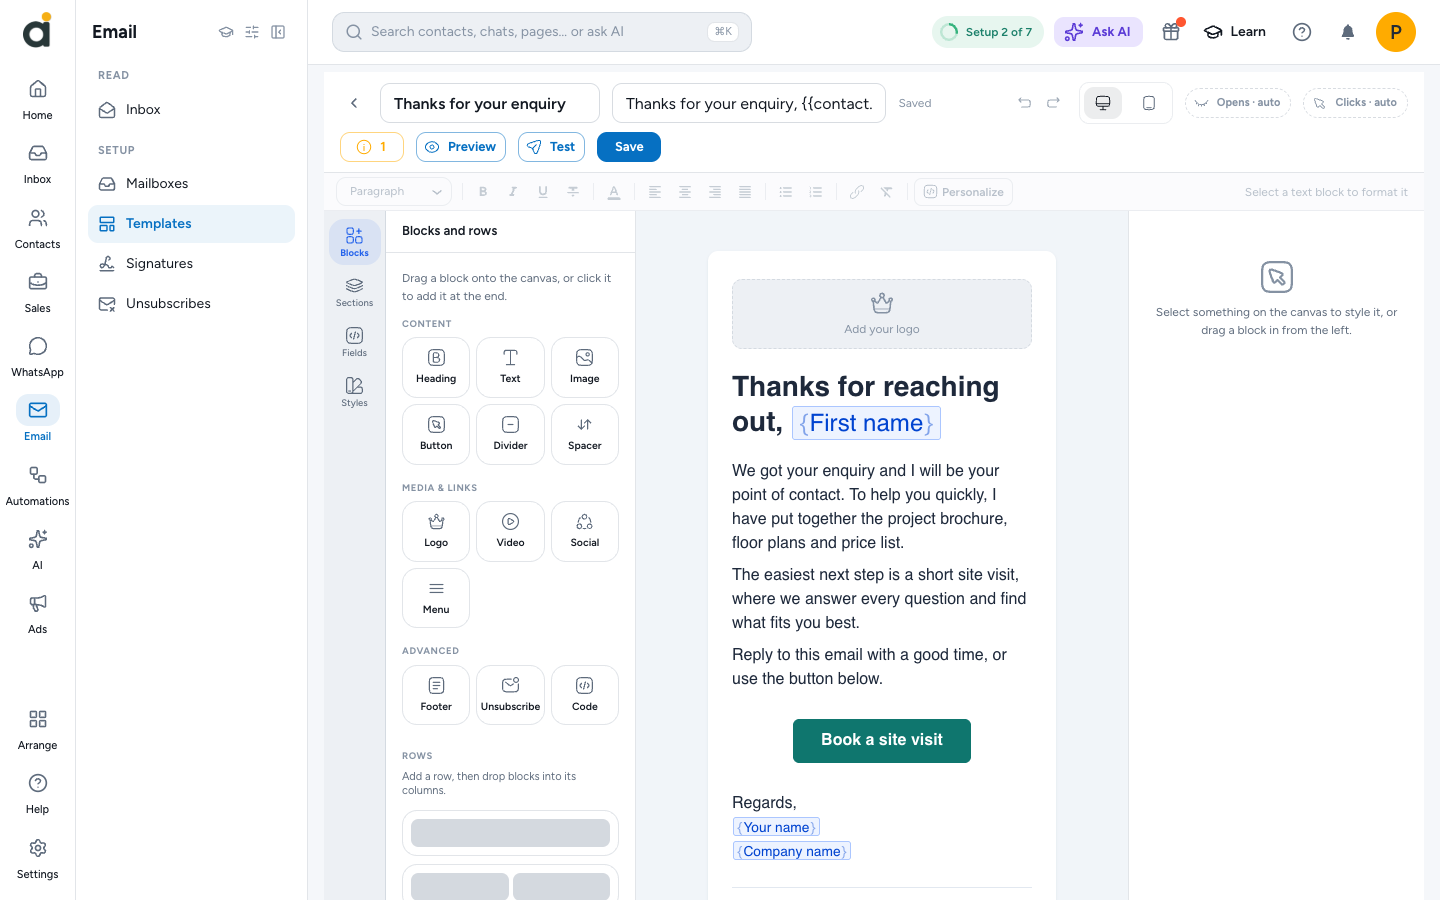 Email
Search contacts, chats, pages... or ask AI
⌘K
Setup 2 of 7
Ask AI
Learn
P
Home
Inbox
Contacts
Sales
WhatsApp
Email
Automations
AI
Ads
Arrange
Help
Settings
READ
Inbox
SETUP
Mailboxes
Templates
Signatures
Unsubscribes
Thanks for your enquiry
Thanks for your enquiry, {{contact.
Saved
Opens · auto
Clicks · auto
1
Preview
Test
Save
Paragraph
B
I
U
T
A
Personalize
Select a text block to format it
Blocks
Sections
Fields
Styles
Blocks and rows
Drag a block onto the canvas, or click it
to add it at the end.
CONTENT
Heading
Text
Image
Button
Divider
Spacer
MEDIA & LINKS
Logo
Video
Social
Menu
ADVANCED
Footer
Unsubscribe
Code
ROWS
Add a row, then drop blocks into its
columns.
Add your logo
Thanks for reaching
out, {First name}
We got your enquiry and I will be your
point of contact. To help you quickly, I
have put together the project brochure,
floor plans and price list.
The easiest next step is a short site visit,
where we answer every question and find
what fits you best.
Reply to this email with a good time, or
use the button below.
Book a site visit
Regards,
{Your name}
{Company name}
Select something on the canvas to style it, or
drag a block in from the left.